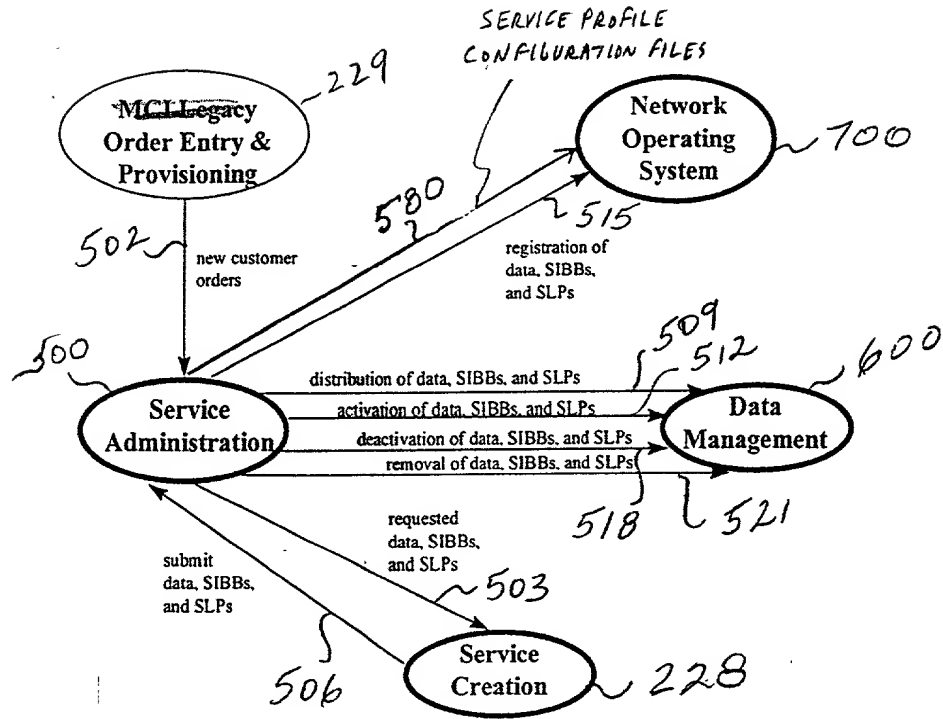 SERVICE PROFILE
CONFIGURATION FILES
229
MCI Legacy
Order Entry &
Provisioning
Network
Operating
System
700
580
515
502
new customer
orders
registration of
data, SIBBs,
and SLPs
509
512
600
500
distribution of data, SIBBs, and SLPs
activation of data, SIBBs, and SLPs
deactivation of data, SIBBs, and SLPs
removal of data, SIBBs, and SLPs
Service
Administration
Data
Management
518
521
requested
data, SIBBs,
and SLPs
submit
data, SIBBs,
and SLPs
503
506
Service
Creation
228